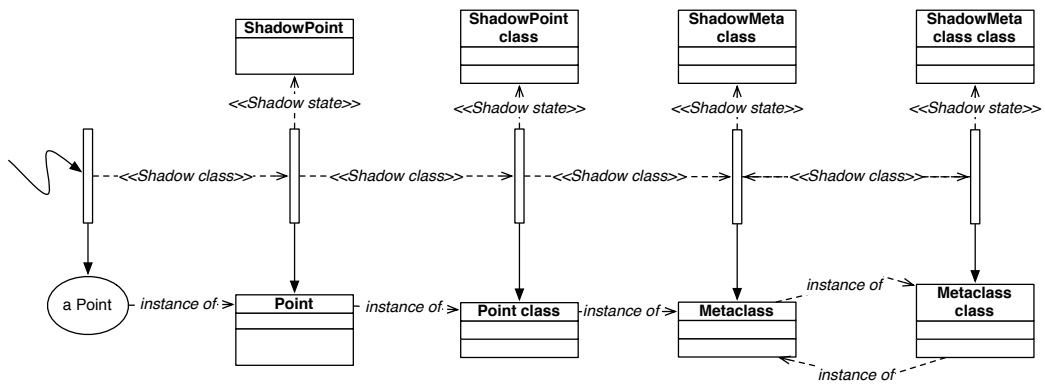 ShadowPoint
ShadowPoint
class
ShadowMeta
class
ShadowMeta
class class
<<Shadow state>>
<<Shadow state>>
<<Shadow state>>
<<Shadow state>>
<<Shadow class>>
<<Shadow class>>
<<Shadow class>>
<<Shadow class>>
a Point
instance of
Point
instance of
Point class
instance of
Metaclass
instance of
Metaclass
class
instance of